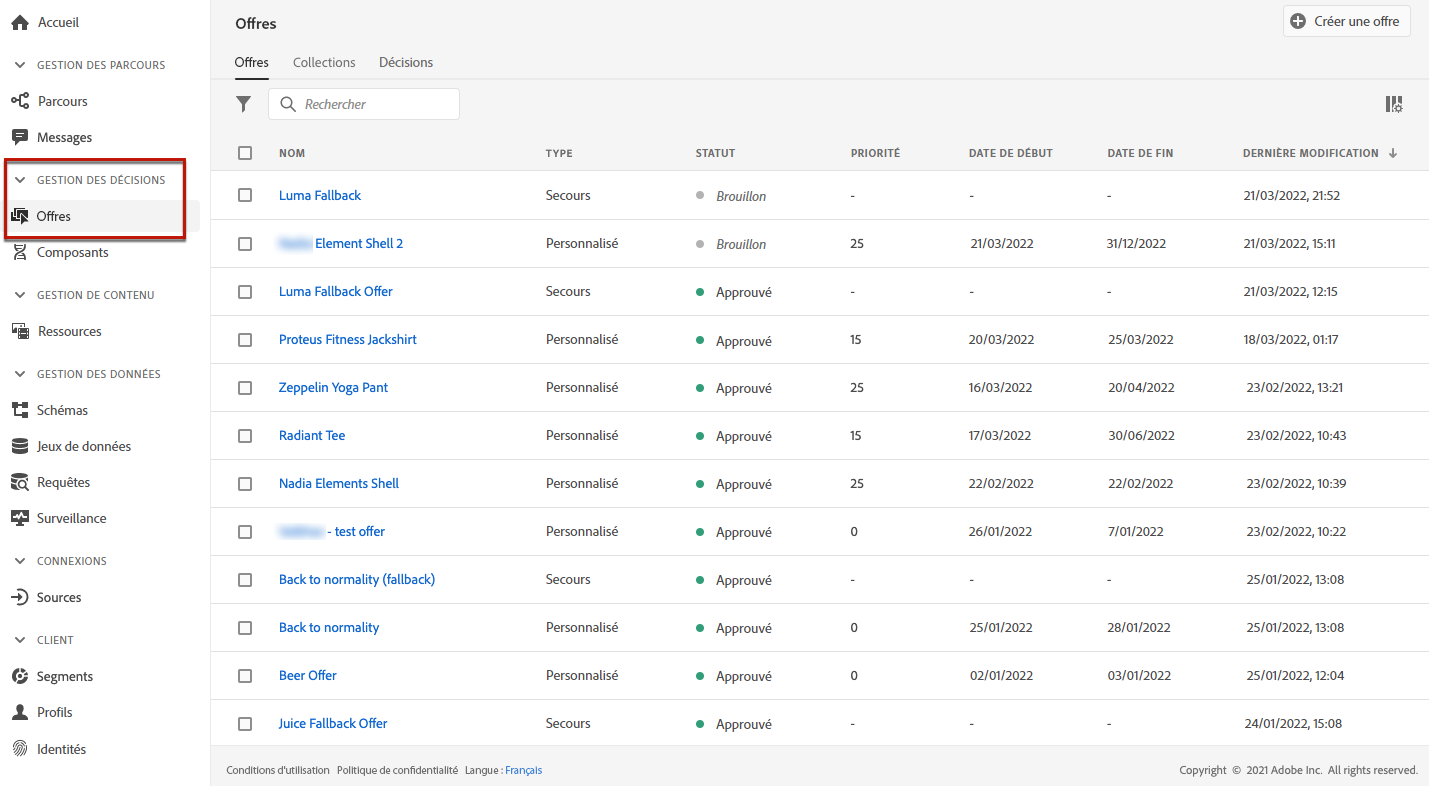 Accueil
GESTION DES PARCOURS
Parcours
Messages
GESTION DES DÉCISIONS
Offres
Composants
GESTION DE CONTENU
Ressources
GESTION DES DONNÉES
Schémas
Jeux de données
Requêtes
Surveillance
CONNEXIONS
Sources
CLIENT
Segments
Profils
Identités
Offres
Créer une offre
Offres Collections Décisions
Rechercher
NOM TYPE STATUT PRIORITÉ DATE DE DÉBUT DATE DE FIN DERNIÈRE MODIFICATION
Luma Fallback Secours Brouillon - - - 21/03/2022, 21:52
Element Shell 2 Personnalisé Brouillon 25 21/03/2022 31/12/2022 21/03/2022, 15:11
Luma Fallback Offer Secours Approuvé - - - 21/03/2022, 12:15
Proteus Fitness Jackshirt Personnalisé Approuvé 15 20/03/2022 25/03/2022 18/03/2022, 01:17
Zeppelin Yoga Pant Personnalisé Approuvé 25 16/03/2022 20/04/2022 23/02/2022, 13:21
Radiant Tee Personnalisé Approuvé 15 17/03/2022 30/06/2022 23/02/2022, 10:43
Nadia Elements Shell Personnalisé Approuvé 25 22/02/2022 22/02/2022 23/02/2022, 10:39
- test offer Personnalisé Approuvé 0 26/01/2022 7/01/2022 23/02/2022, 10:22
Back to normality (fallback) Secours Approuvé - - - 25/01/2022, 13:08
Back to normality Personnalisé Approuvé 0 25/01/2022 28/01/2022 25/01/2022, 13:08
Beer Offer Personnalisé Approuvé 0 02/01/2022 03/01/2022 25/01/2022, 12:04
Juice Fallback Offer Secours Approuvé - - - 24/01/2022, 15:08
Conditions d'utilisation Politique de confidentialité Langue : Français
Copyright © 2021 Adobe Inc. All rights reserved.